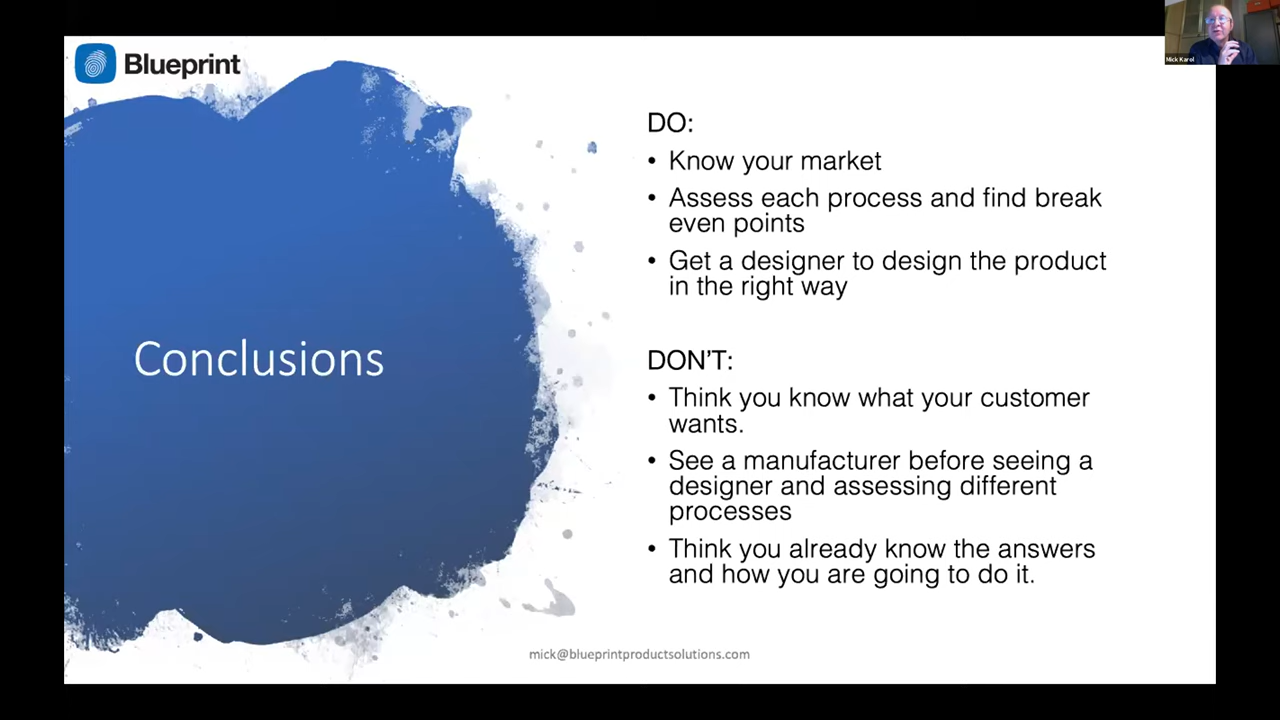 Blueprint
Mick Karol
Conclusions
DO:
• Know your market
• Assess each process and find break
even points
• Get a designer to design the product
in the right way
DON’T:
• Think you know what your customer
wants.
• See a manufacturer before seeing a
designer and assessing different
processes
• Think you already know the answers
and how you are going to do it.
mick@blueprintproductsolutions.com